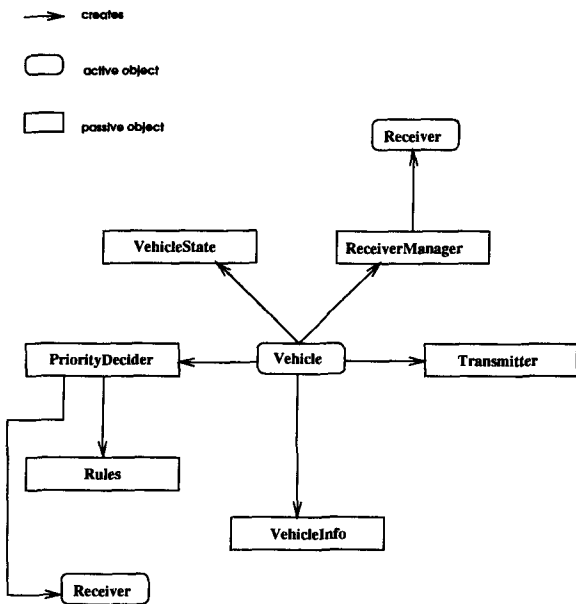 creates
active object
passive object
Receiver
VehicleState
ReceiverManager
PriorityDecider
Vehicle
Transmitter
Rules
VehicleInfo
Receiver